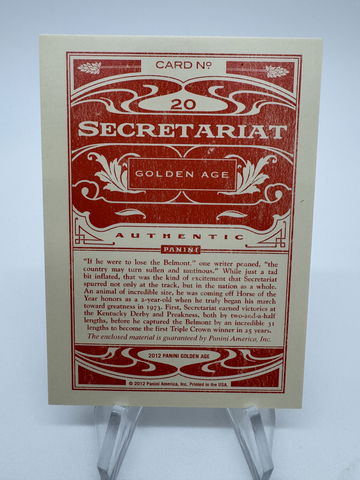 CARD Nº
20
SECRETARIAT
GOLDEN AGE
AUTHENTIC
PANINI
"If he were to lose the Belmont," one writer penned, "the
country may turn sullen and mutinous." While just a tad
bit inflated, that was the kind of excitement that Secretariat
spurred not only at the track, but in the nation as a whole.
An animal of incredible size, he was coming off Horse of the
Year honors as a 2-year-old when he truly began his march
toward greatness in 1973. First, Secretariat earned victories at
the Kentucky Derby and Preakness, both by two-and-a-half
lengths, before he captured the Belmont by an incredible 31
lengths to become the first Triple Crown winner in 25 years.
The enclosed material is guaranteed by Panini America, Inc.
2012 PANINI GOLDEN AGE
© 2012 Panini America, Inc. Printed in the USA.